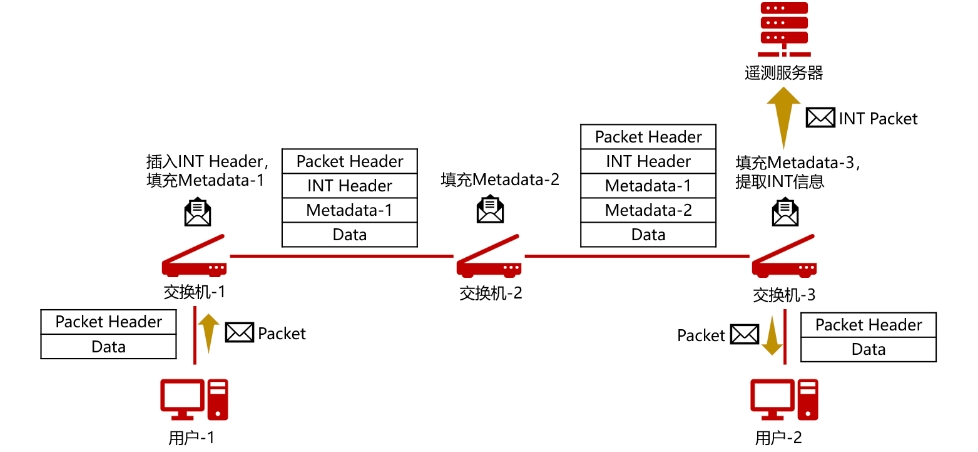 遥测服务器
INT Packet
插入INT Header，
填充Metadata-1
Packet Header
INT Header
Metadata-1
Data
填充Metadata-2
Packet Header
INT Header
Metadata-1
Metadata-2
Data
填充Metadata-3，
提取INT信息
交换机-1
交换机-2
交换机-3
Packet Header
Data
Packet
Packet
Packet Header
Data
用户-1
用户-2